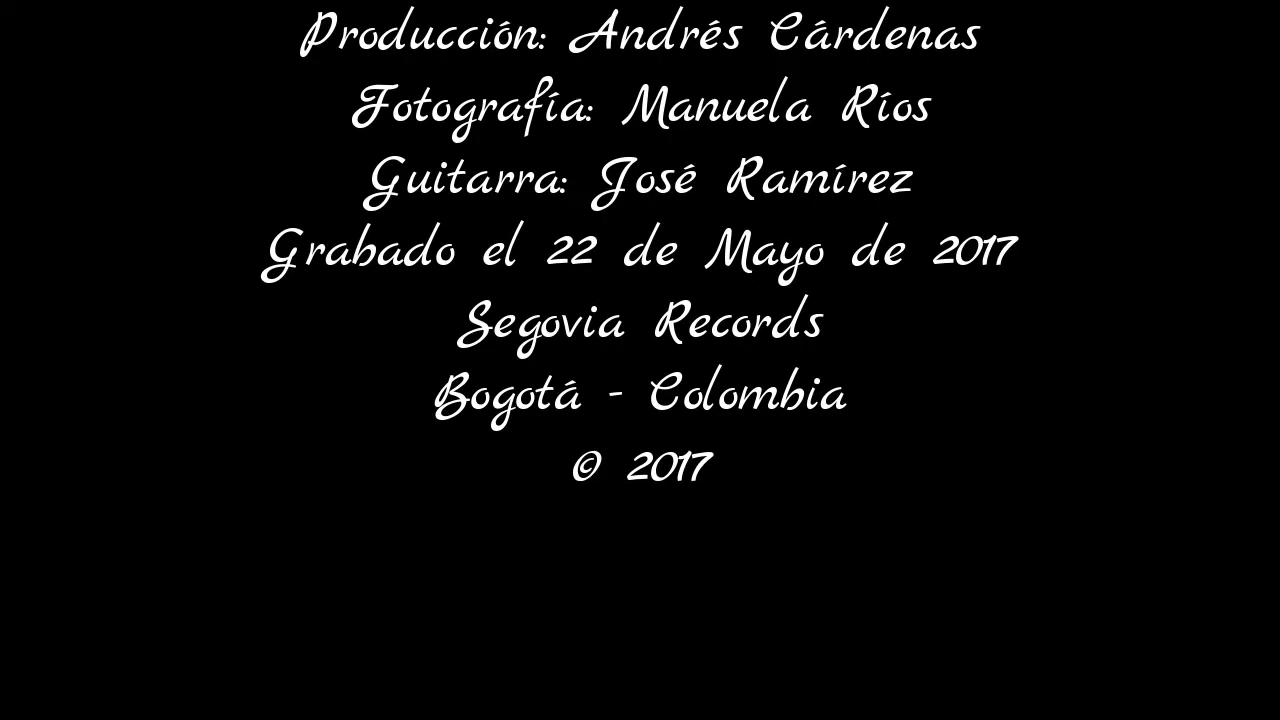 Producción: Andrés Cárdenas
Fotografía: Manuela Ríos
Guitarra: José Ramírez
Grabado el 22 de Mayo de 2017
Segovia Records
Bogotá - Colombia
© 2017